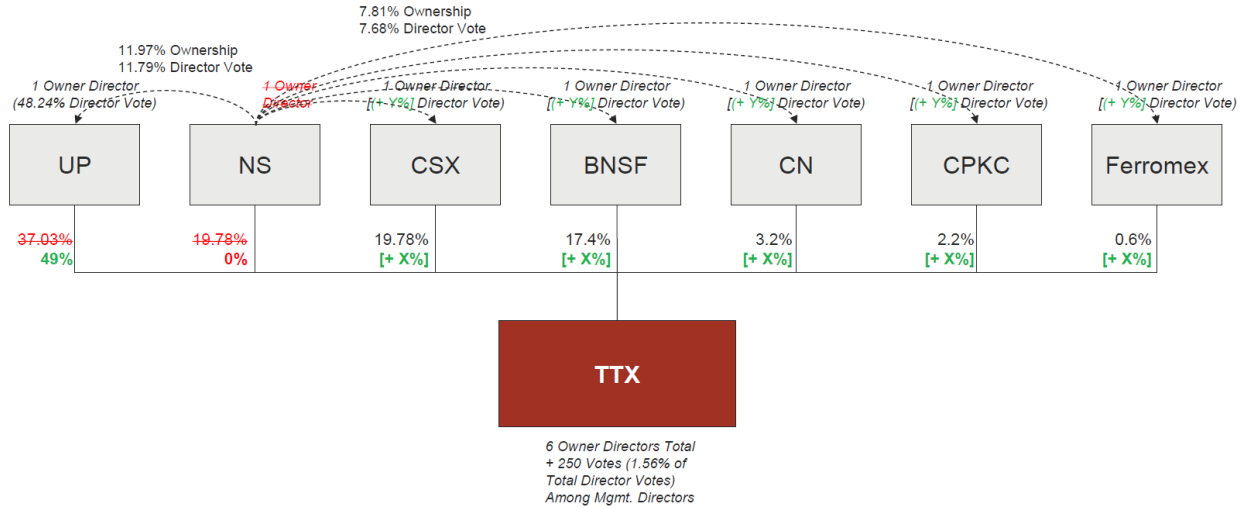 7.81% Ownership
7.68% Director Vote
11.97% Ownership
11.79% Director Vote
1 Owner Director
(48.24% Director Vote)
1 Owner
Director
1 Owner Director
[(+ Y%] Director Vote)
1 Owner Director
[(+ Y%] Director Vote)
1 Owner Director
[(+ Y%] Director Vote)
1 Owner Director
[(+ Y%] Director Vote)
1 Owner Director
[(+ Y%] Director Vote)
UP
NS
CSX
BNSF
CN
CPKC
Ferromex
37.03%
49%
19.78%
0%
19.78%
[+ X%]
17.4%
[+ X%]
3.2%
[+ X%]
2.2%
[+ X%]
0.6%
[+ X%]
TTX
6 Owner Directors Total
+ 250 Votes (1.56% of
Total Director Votes)
Among Mgmt. Directors